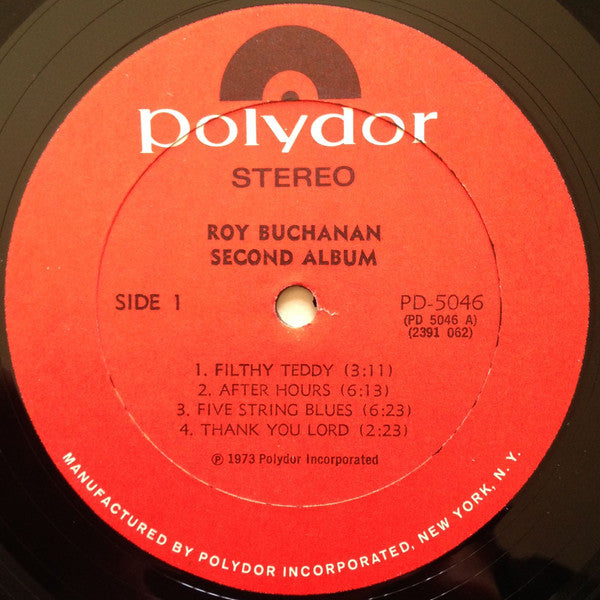 polydor
STEREO
ROY BUCHANAN
SECOND ALBUM
SIDE 1
PD-5046
(PD 5046 A)
(2391 062)
1. FILTHY TEDDY (3:11)
2. AFTER HOURS (6:13)
3. FIVE STRING BLUES (6:23)
4. THANK YOU LORD (2:23)
℗ 1973 Polydor Incorporated
MANUFACTURED BY POLYDOR INCORPORATED, NEW YORK, N. Y.